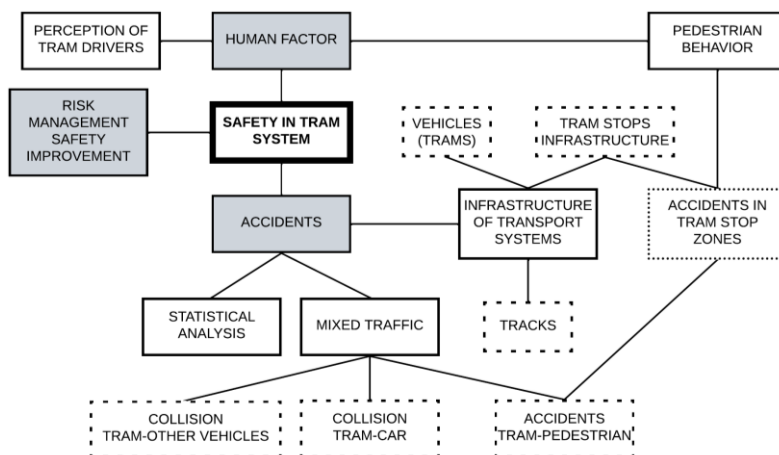 PERCEPTION OF
TRAM DRIVERS
HUMAN FACTOR
PEDESTRIAN
BEHAVIOR
RISK
MANAGEMENT
SAFETY
IMPROVEMENT
SAFETY IN TRAM
SYSTEM
VEHICLES
(TRAMS)
TRAM STOPS
INFRASTRUCTURE
ACCIDENTS
INFRASTRUCTURE
OF TRANSPORT
SYSTEMS
ACCIDENTS IN
TRAM STOP
ZONES
STATISTICAL
ANALYSIS
MIXED TRAFFIC
TRACKS
COLLISION
TRAM-OTHER VEHICLES
COLLISION
TRAM-CAR
ACCIDENTS
TRAM-PEDESTRIAN